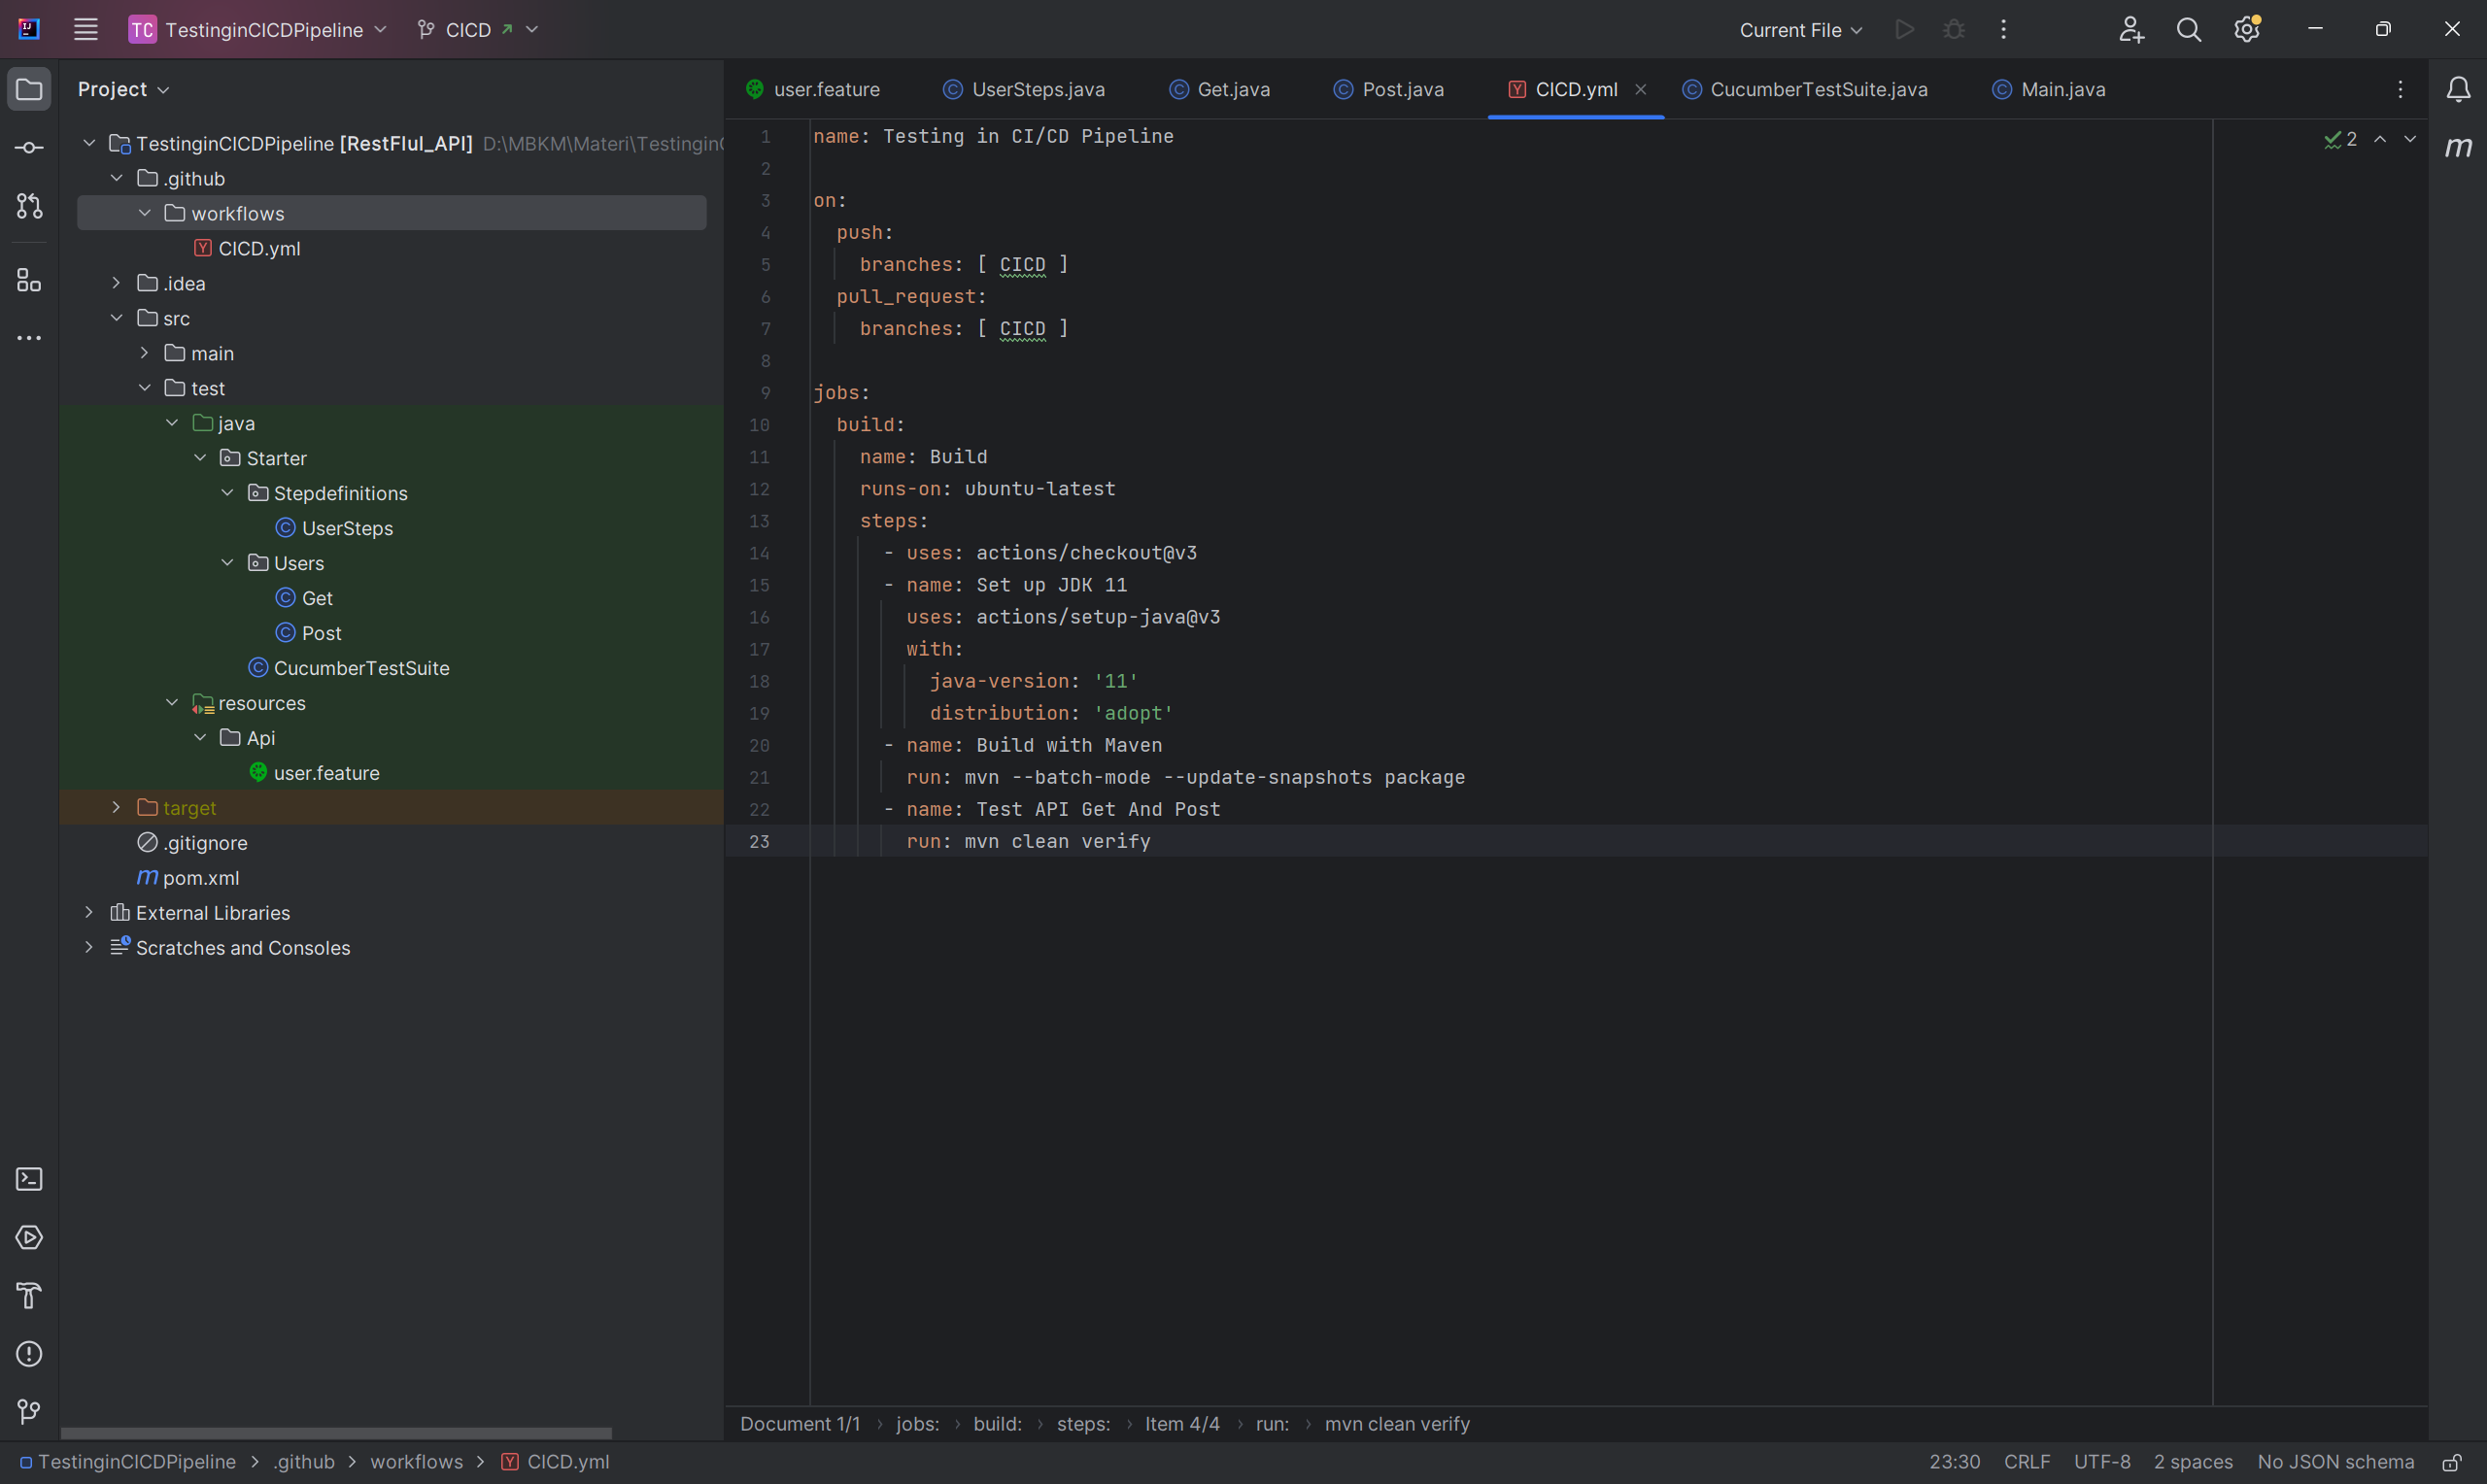 TC TestinginCICDPipeline CICD Current File
Project
TestinginCICDPipeline [RestFlul_API] D:\MBKM\Materi\Testingin
.github
workflows
CICD.yml
.idea
src
main
test
java
Starter
Stepdefinitions
UserSteps
Users
Get
Post
CucumberTestSuite
resources
Api
user.feature
target
.gitignore
m pom.xml
External Libraries
Scratches and Consoles
user.feature UserSteps.java Get.java Post.java CICD.yml CucumberTestSuite.java Main.java
2
1 name: Testing in CI/CD Pipeline
2
3 on:
4 push:
5 branches: [ CICD ]
6 pull_request:
7 branches: [ CICD ]
8
9 jobs:
10 build:
11 name: Build
12 runs-on: ubuntu-latest
13 steps:
14 - uses: actions/checkout@v3
15 - name: Set up JDK 11
16 uses: actions/setup-java@v3
17 with:
18 java-version: '11'
19 distribution: 'adopt'
20 - name: Build with Maven
21 run: mvn --batch-mode --update-snapshots package
22 - name: Test API Get And Post
23 run: mvn clean verify
m
Document 1/1 › jobs: › build: › steps: › Item 4/4 › run: › mvn clean verify
TestinginCICDPipeline > .github > workflows > CICD.yml 23:30 CRLF UTF-8 2 spaces No JSON schema